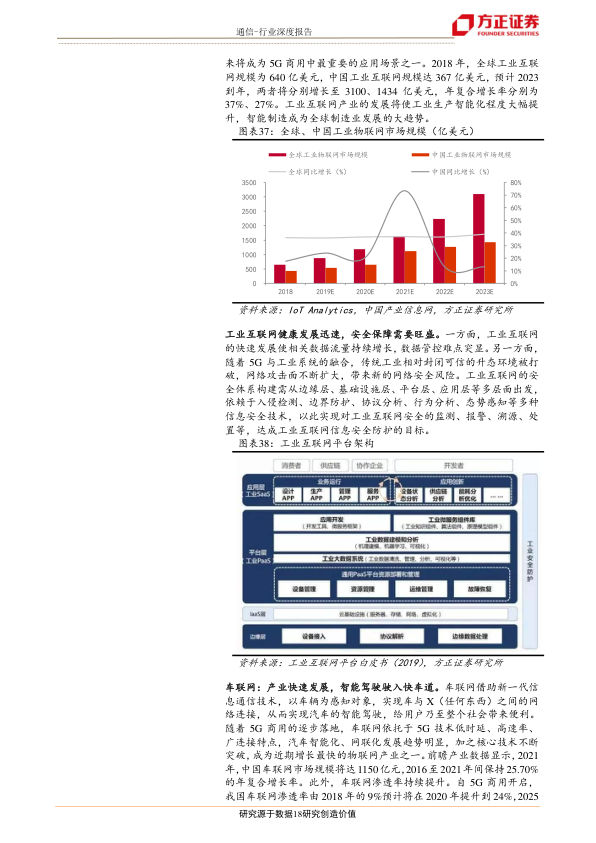 通信-行业深度报告
方正证券
FOUNDER SECURITIES
来将成为 5G 商用中最重要的应用场景之一。2018 年，全球工业互联
网规模为 640 亿美元，中国工业互联网规模达 367 亿美元，预计 2023
到年，两者将分别增长至 3100、1434 亿美元，年复合增长率分别为
37%、27%。工业互联网产业的发展将使工业生产智能化程度大幅提
升，智能制造成为全球制造业发展的大趋势。
图表37：全球、中国工业物联网市场规模（亿美元）
全球工业物联网市场规模 中国工业物联网市场规模
全球同比增长（%） 中国同比增长（%）
3500 80%
3000 70%
2500 60%
2000 50%
1500 40%
1000 30%
500 20%
0 10%
0%
2018 2019E 2020E 2021E 2022E 2023E
资料来源：IoT Analytics，中国产业信息网，方正证券研究所
工业互联网健康发展迅速，安全保障需要旺盛。一方面，工业互联网
的快速发展使相关数据流量持续增长，数据管控难点突显。另一方面，
随着 5G 与工业系统的融合，传统工业相对封闭可信的升态环境被打
破，网络攻击面不断扩大，带来新的网络安全风险。工业互联网的安
全体系构建需从边缘层、基础设施层、平台层、应用层等多层面出发，
依赖于入侵检测、边界防护、协议分析、行为分析、态势感知等多种
信息安全技术，以此实现对工业互联网安全的监测、报警、溯源、处
置等，达成工业互联网信息安全防护的目标。
图表38：工业互联网平台架构
消费者 供应链 协作企业 开发者
应用层
（工业SaaS）
业务运行 应用创新
设计APP 生产APP 管理APP 服务APP 设备状态分析 供应链分析 能耗分析优化 ……
平台层
（工业PaaS）
应用开发
（开发工具、微服务框架）
工业微服务组件库
（工业知识组件、算法组件、原理模型组件）
工业数据建模和分析
（机理建模、机器学习、可视化）
工业大数据系统（工业数据清洗、管理、分析、可视化等）
通用PaaS平台资源部署和管理
设备管理 资源管理 运维管理 故障恢复
IaaS层 云基础设施（服务器、存储、网络、虚拟化）
边缘层 设备接入 协议解析 边缘数据处理
工业安全防护
资料来源：工业互联网平台白皮书（2019），方正证券研究所
车联网：产业快速发展，智能驾驶驶入快车道。车联网借助新一代信
息通信技术，以车辆为感知对象，实现车与 X（任何东西）之间的网
络连接，从而实现汽车的智能驾驶，给用户乃至整个社会带来便利。
随着 5G 商用的逐步落地，车联网依托于 5G 技术低时延、高速率、
广连接特点，汽车智能化、网联化发展趋势明显，加之核心技术不断
突破，成为近期增长最快的物联网产业之一。前瞻产业数据显示，2021
年，中国车联网市场规模将达 1150 亿元，2016 至 2021 年间保持 25.70%
的年复合增长率。此外，车联网渗透率持续提升。自 5G 商用开启，
我国车联网渗透率由 2018 年的 9%预计将在 2020 年提升到 24%，2025
研究源于数据18研究创造价值